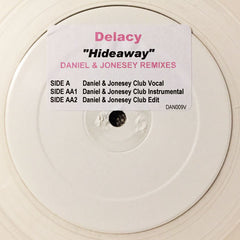 Delacy
"Hideaway"
DANIEL & JONESEY REMIXES
SIDE A Daniel & Jonesey Club Vocal
SIDE AA1 Daniel & Jonesey Club Instrumental
SIDE AA2 Daniel & Jonesey Club Edit
DAN009V